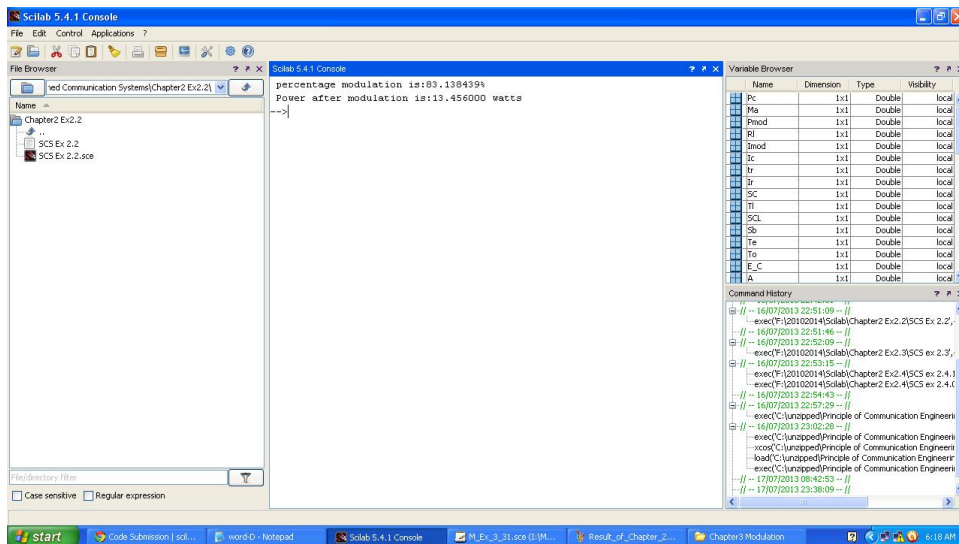 Scilab 5.4.1 Console
File Edit Control Applications ?
File Browser
ned Communication Systems\Chapter2 Ex2.2\
Name
Chapter2 Ex2.2
..
SCS Ex 2.2
SCS Ex 2.2.sce
File/directory filter
Case sensitive Regular expression
Scilab 5.4.1 Console
percentage modulation is:83.138439%
Power after modulation is:13.456000 watts
-->
Variable Browser
Name Dimension Type Visibility
Pc 1x1 Double local
Ma 1x1 Double local
Pmod 1x1 Double local
Rl 1x1 Double local
Imod 1x1 Double local
Ic 1x1 Double local
tr 1x1 Double local
Ir 1x1 Double local
SC 1x1 Double local
Tl 1x1 Double local
SCL 1x1 Double local
Sb 1x1 Double local
Te 1x1 Double local
To 1x1 Double local
E_C 1x1 Double local
A 1x1 Double local
Command History
// -- 16/07/2013 22:51:09 -- //
exec('F:\20102014\Scilab\Chapter2 Ex2.2\SCS Ex 2.2',
// -- 16/07/2013 22:51:46 -- //
// -- 16/07/2013 22:52:09 -- //
exec('F:\20102014\Scilab\Chapter2 Ex2.3\SCS ex 2.3',
// -- 16/07/2013 22:53:15 -- //
exec('F:\20102014\Scilab\Chapter2 Ex2.4\SCS ex 2.4.1
exec('F:\20102014\Scilab\Chapter2 Ex2.4\SCS ex 2.4.(
// -- 16/07/2013 22:54:43 -- //
// -- 16/07/2013 22:57:29 -- //
exec('C:\unzipped\Principle of Communication Engineerin
// -- 16/07/2013 23:02:28 -- //
exec('C:\unzipped\Principle of Communication Engineerin
xcos('C:\unzipped\Principle of Communication Engineerin
load('C:\unzipped\Principle of Communication Engineerin
exec('C:\unzipped\Principle of Communication Engineerin
// -- 17/07/2013 08:42:53 -- //
// -- 17/07/2013 23:38:09 -- //
start
Code Submission | scil...
word-D - Notepad
Scilab 5.4.1 Console
M_Ex_3_31.sce (I:\M...
Result_of_Chapter_2...
Chapter3 Modulation
6:18 AM